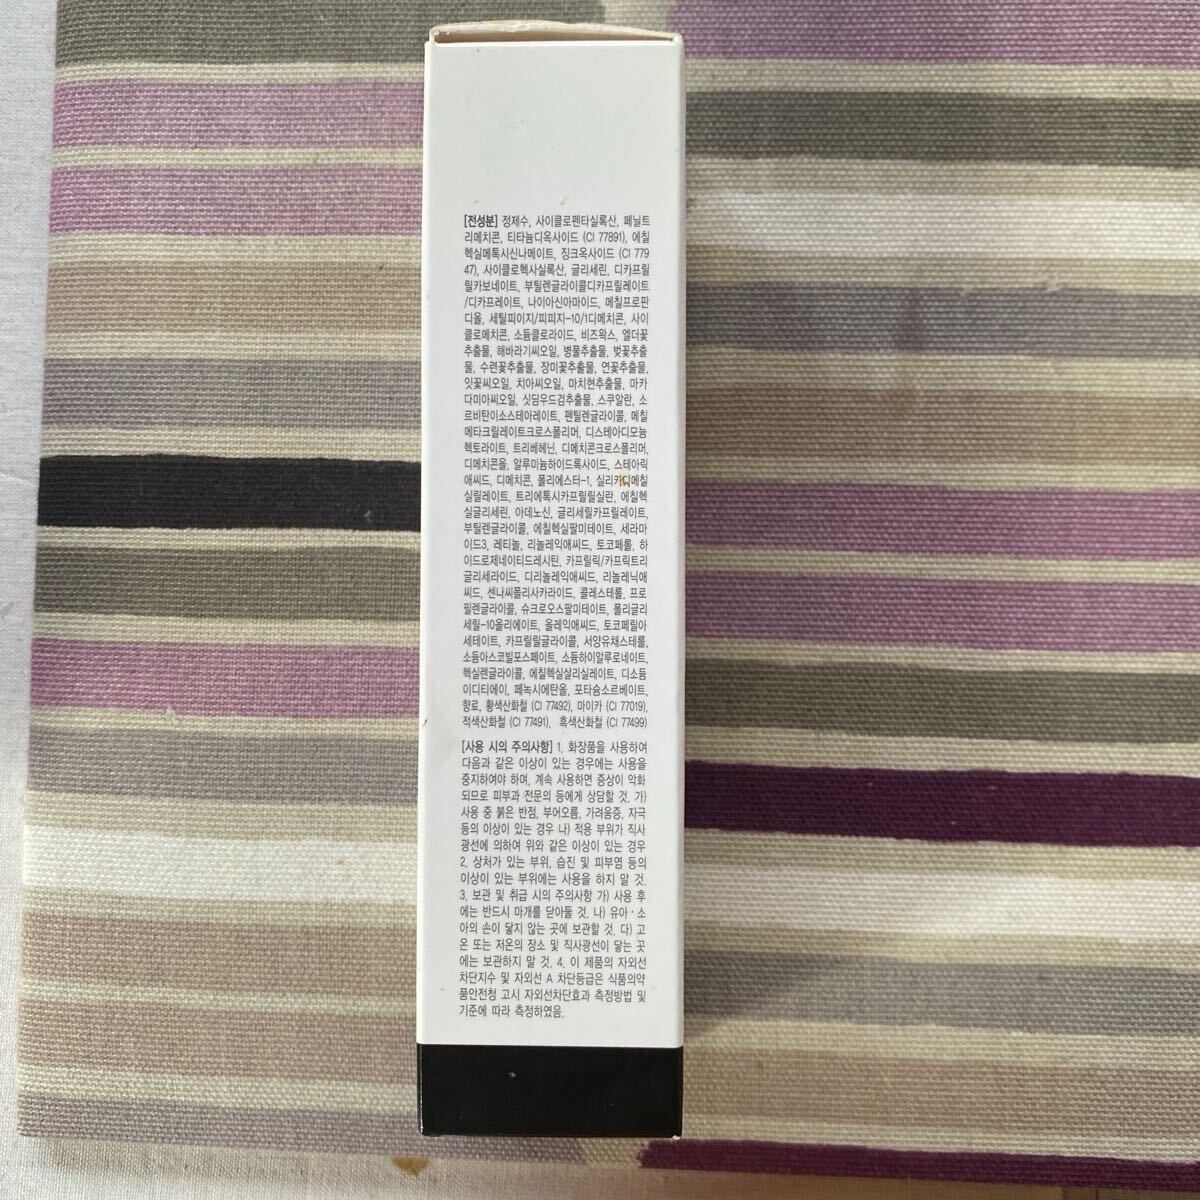 [전성분] 정제수, 사이클로펜타실록산, 페닐트
리메치콘, 티타늄디옥사이드 (CI 77891), 에칠
헥실메톡시신나메이트, 징크옥사이드 (CI 779
47), 사이클로헥사실록산, 글리세린, 디카프릴
릴카보네이트, 부틸렌글라이콜디카프릴레이트
/디카프레이트, 나이아신아마이드, 메칠프로판
디올, 세틸피이지/피피지-10/1디메치콘, 사이
클로메치콘, 소듐클로라이드, 비즈왁스, 엘더꽃
추출물, 해바라기씨오일, 병풀추출물, 벚꽃추출
물, 수련꽃추출물, 장미꽃추출물, 연꽃추출물,
잇꽃씨오일, 치아씨오일, 마치현추출물, 마카
다미아씨오일, 싯딤우드검추출물, 스쿠알란, 소
르비탄이소스테아레이트, 펜틸렌글라이콜, 메칠
메타크릴레이트크로스폴리머, 디스테아디모늄
헥토라이트, 트리베헤닌, 디메치콘크로스폴리머,
디메치콘올, 알루미늄하이드록사이드, 스테아릭
애씨드, 디메치콘, 폴리에스터-1, 실리카디메칠
실릴레이트, 트리에톡시카프릴릴실란, 에칠헥
실글리세린, 아데노신, 글리세릴카프릴레이트,
부틸렌글라이콜, 에칠헥실팔미테이트, 세라마
이드3, 레티놀, 리놀레익애씨드, 토코페롤, 하
이드로제네이티드레시틴, 카프릴릭/카프릭트리
글리세라이드, 디리놀레익애씨드, 리놀레닉애
씨드, 센나씨폴리사카라이드, 콜레스테롤, 프로
필렌글라이콜, 슈크로오스팔미테이트, 폴리글리
세릴-10올리에이트, 올레익애씨드, 토코페릴아
세테이트, 카프릴릴글라이콜, 서양유채스테롤,
소듐아스코빌포스페이트, 소듐하이알루로네이트,
헥실렌글라이콜, 에칠헥실살리실레이트, 디소듐
이디티에이, 페녹시에탄올, 포타슘소르베이트,
향료, 황색산화철 (CI 77492), 마이카 (CI 77019),
적색산화철 (CI 77491), 흑색산화철 (CI 77499)
[사용 시의 주의사항] 1. 화장품을 사용하여
다음과 같은 이상이 있는 경우에는 사용을
중지하여야 하며, 계속 사용하면 증상이 악화
되므로 피부과 전문의 등에게 상담할 것. 가)
사용 중 붉은 반점, 부어오름, 가려움증, 자극
등의 이상이 있는 경우 나) 적용 부위가 직사
광선에 의하여 위와 같은 이상이 있는 경우
2. 상처가 있는 부위, 습진 및 피부염 등의
이상이 있는 부위에는 사용을 하지 말 것.
3. 보관 및 취급 시의 주의사항 가) 사용 후
에는 반드시 마개를 닫아둘 것. 나) 유아·소
아의 손이 닿지 않는 곳에 보관할 것. 다) 고
온 또는 저온의 장소 및 직사광선이 닿는 곳
에는 보관하지 말 것. 4. 이 제품의 자외선
차단지수 및 자외선 A 차단등급은 식품의약
품안전청 고시 자외선차단효과 측정방법 및
기준에 따라 측정하였음.